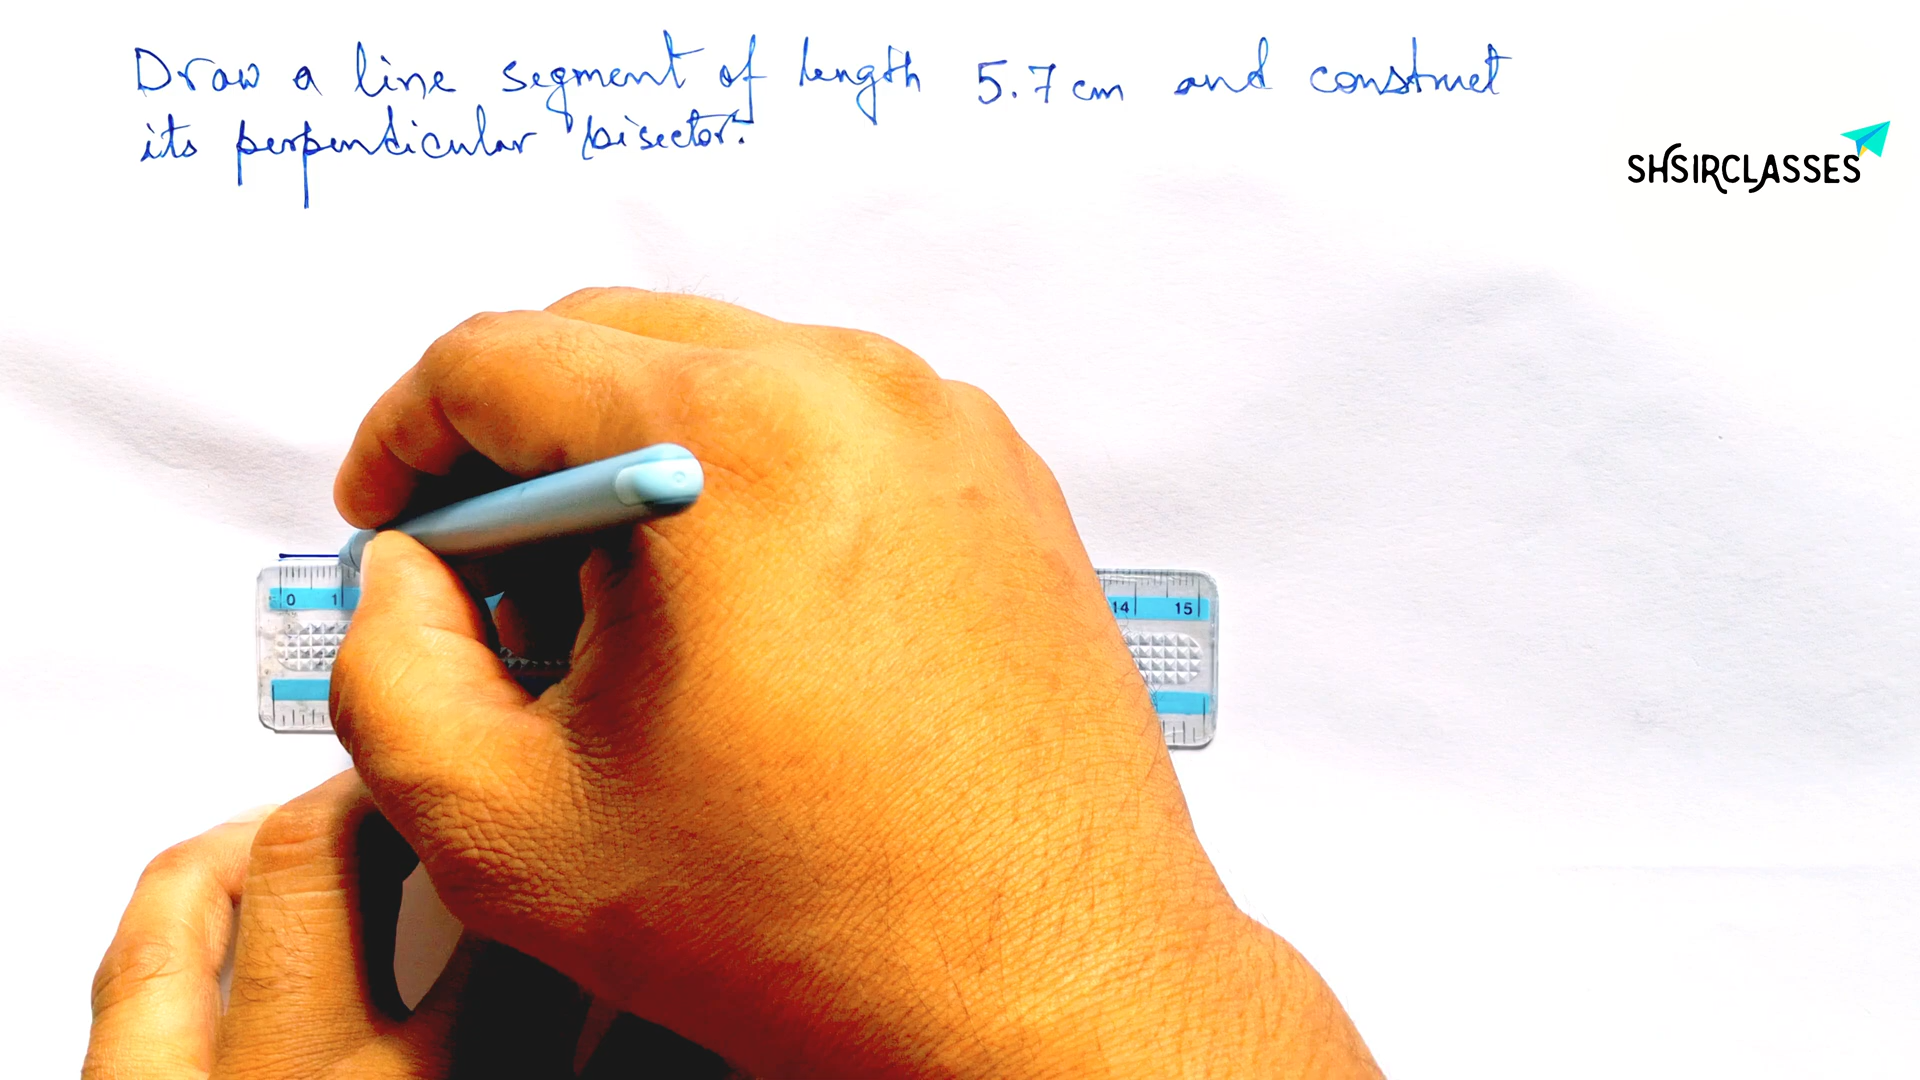 Draw a line segment of length 5.7 cm and construct
its perpendicular bisector.
SHSIRCLASSES
0 1 14 15